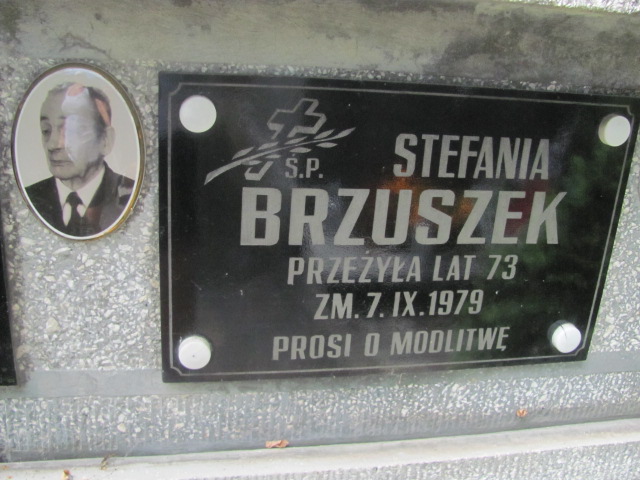 Ś.P. STEFANIA
BRZUSZEK
PRZEŻYŁA LAT 73
ZM. 7. IX. 1979
PROSI O MODLITWĘ